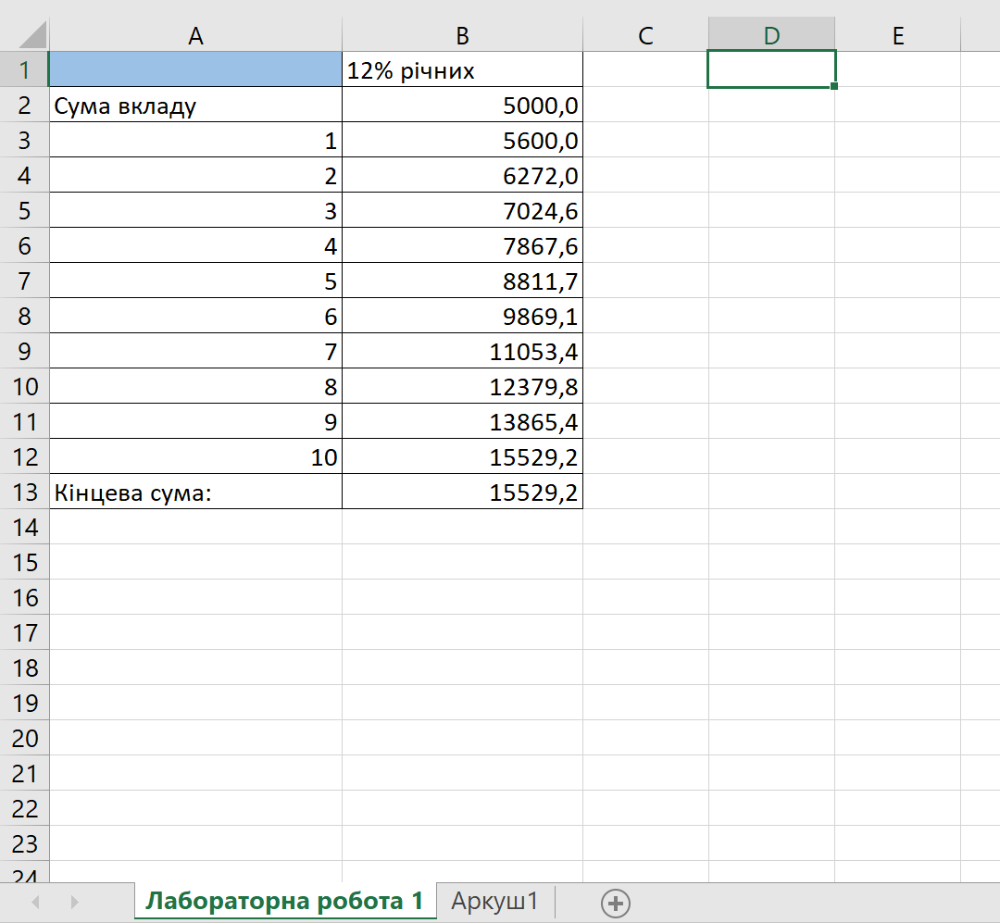 A B C D E
1 12% річних
2 Сума вкладу 5000,0
3 1 5600,0
4 2 6272,0
5 3 7024,6
6 4 7867,6
7 5 8811,7
8 6 9869,1
9 7 11053,4
10 8 12379,8
11 9 13865,4
12 10 15529,2
13 Кінцева сума: 15529,2
14
15
16
17
18
19
20
21
22
23
24
Лабораторна робота 1 Аркуш1